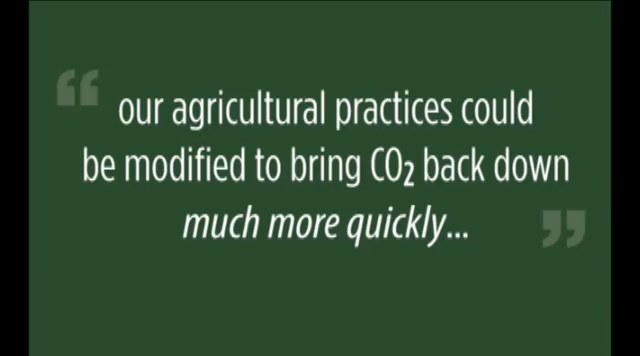 “ our agricultural practices could
be modified to bring CO₂ back down
much more quickly... ”